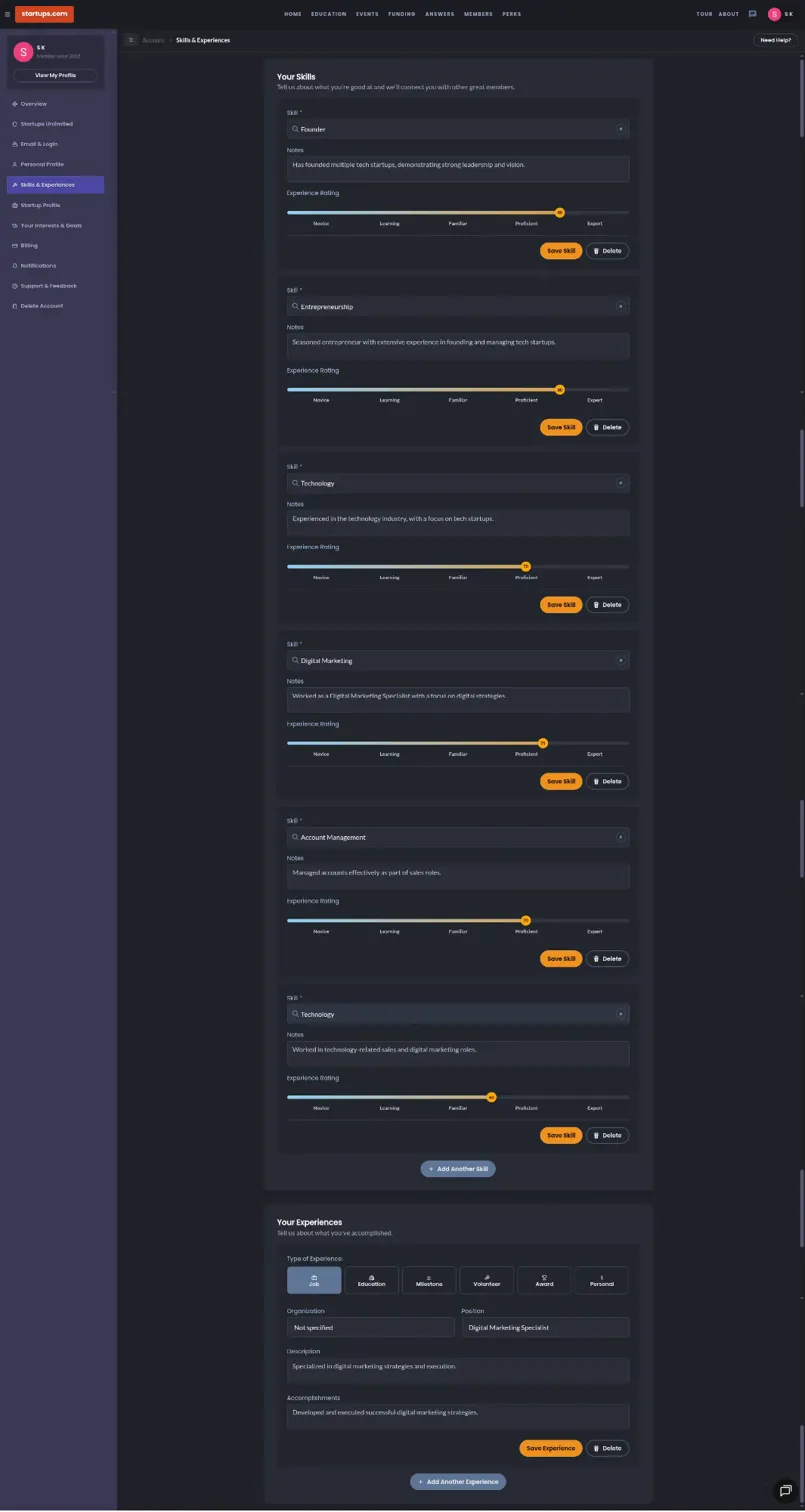 startups.com
HOME EDUCATION EVENTS FUNDING ANSWERS MEMBERS PERKS
TOUR ABOUT S S K
S S K
Member since 2025
View My Profile
Overview
Startups Unlimited
Email & Login
Personal Profile
Skills & Experiences
Startup Profile
Your Interests & Goals
Billing
Notifications
Support & Feedback
Delete Account
Account Skills & Experiences
Need Help?
Your Skills
Tell us about what you're good at and we'll connect you with other great members.
Skill *
Founder
Notes
Has founded multiple tech startups, demonstrating strong leadership and vision.
Experience Rating
80
Novice Learning Familiar Proficient Expert
Save Skill Delete
Skill *
Entrepreneurship
Notes
Seasoned entrepreneur with extensive experience in founding and managing tech startups.
Experience Rating
80
Novice Learning Familiar Proficient Expert
Save Skill Delete
Skill *
Technology
Notes
Experienced in the technology industry, with a focus on tech startups.
Experience Rating
70
Novice Learning Familiar Proficient Expert
Save Skill Delete
Skill *
Digital Marketing
Notes
Worked as a Digital Marketing Specialist with a focus on digital strategies.
Experience Rating
75
Novice Learning Familiar Proficient Expert
Save Skill Delete
Skill *
Account Management
Notes
Managed accounts effectively as part of sales roles.
Experience Rating
70
Novice Learning Familiar Proficient Expert
Save Skill Delete
Skill *
Technology
Notes
Worked in technology-related sales and digital marketing roles.
Experience Rating
60
Novice Learning Familiar Proficient Expert
Save Skill Delete
+ Add Another Skill
Your Experiences
Tell us about what you've accomplished.
Type of Experience:
Job Education Milestone Volunteer Award Personal
Organization Position
Not specified Digital Marketing Specialist
Description
Specialized in digital marketing strategies and execution.
Accomplishments
Developed and executed successful digital marketing strategies.
Save Experience Delete
+ Add Another Experience